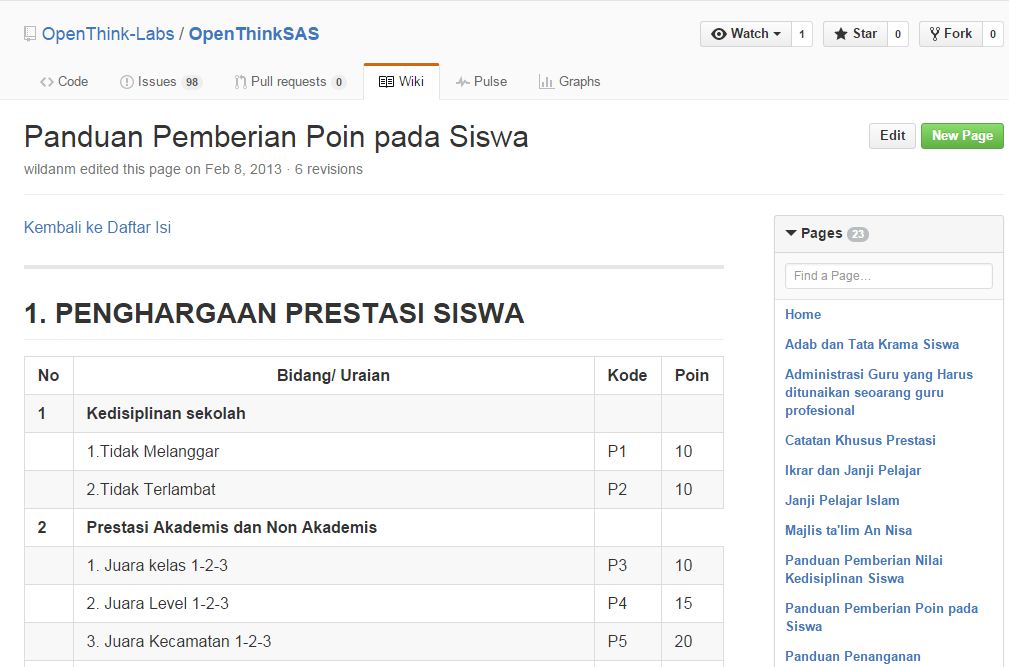 OpenThink-Labs / OpenThinkSAS
Watch 1 Star 0 Fork 0
Code Issues 98 Pull requests 0 Wiki Pulse Graphs
Panduan Pemberian Poin pada Siswa
Edit New Page
wildanm edited this page on Feb 8, 2013 · 6 revisions
Kembali ke Daftar Isi
1. PENGHARGAAN PRESTASI SISWA
No Bidang/ Uraian Kode Poin
1 Kedisiplinan sekolah
1.Tidak Melanggar P1 10
2.Tidak Terlambat P2 10
2 Prestasi Akademis dan Non Akademis
1. Juara kelas 1-2-3 P3 10
2. Juara Level 1-2-3 P4 15
3. Juara Kecamatan 1-2-3 P5 20
Pages 23
Find a Page…
Home
Adab dan Tata Krama Siswa
Administrasi Guru yang Harus
ditunaikan seoarang guru
profesional
Catatan Khusus Prestasi
Ikrar dan Janji Pelajar
Janji Pelajar Islam
Majlis ta'lim An Nisa
Panduan Pemberian Nilai
Kedisiplinan Siswa
Panduan Pemberian Poin pada
Siswa
Panduan Penanganan